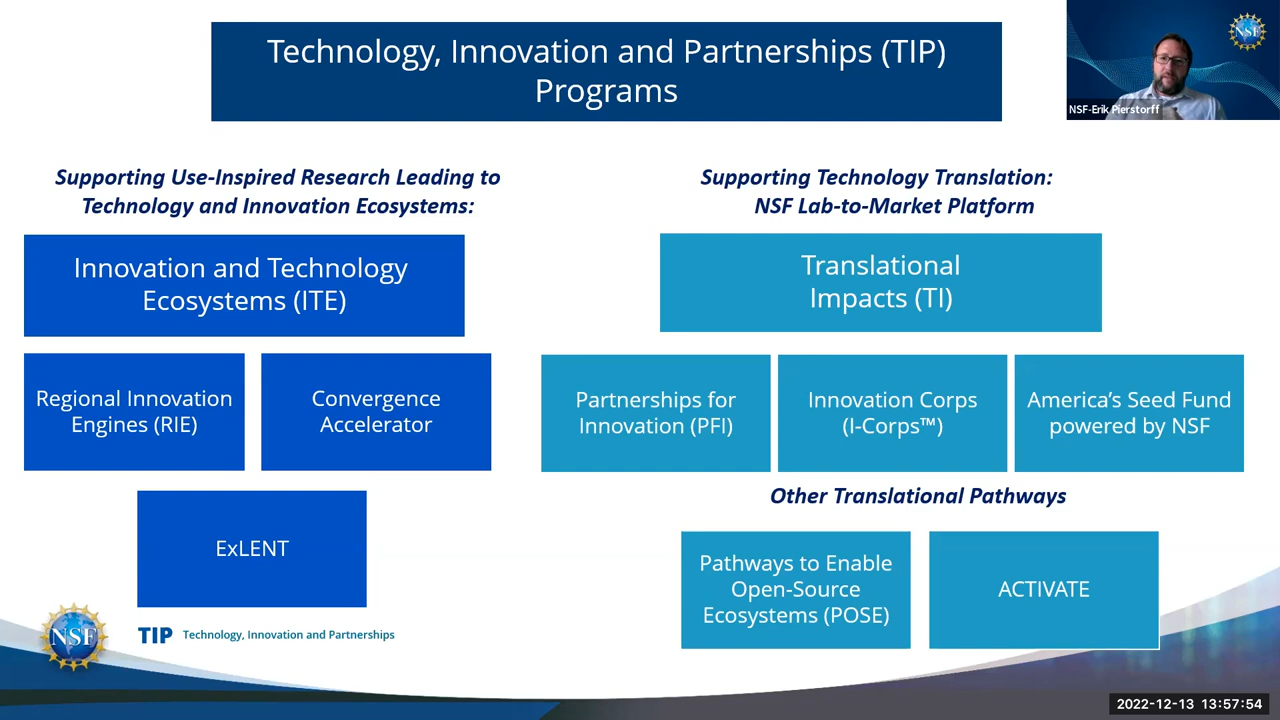 Technology, Innovation and Partnerships (TIP)
Programs
NSF
NSF-Erik Pierstorff
Supporting Use-Inspired Research Leading to
Technology and Innovation Ecosystems:
Supporting Technology Translation:
NSF Lab-to-Market Platform
Innovation and Technology
Ecosystems (ITE)
Translational
Impacts (TI)
Regional Innovation
Engines (RIE)
Convergence
Accelerator
Partnerships for
Innovation (PFI)
Innovation Corps
(I-Corps™)
America’s Seed Fund
powered by NSF
Other Translational Pathways
ExLENT
Pathways to Enable
Open-Source
Ecosystems (POSE)
ACTIVATE
NSF
TIP Technology, Innovation and Partnerships
2022-12-13 13:57:54